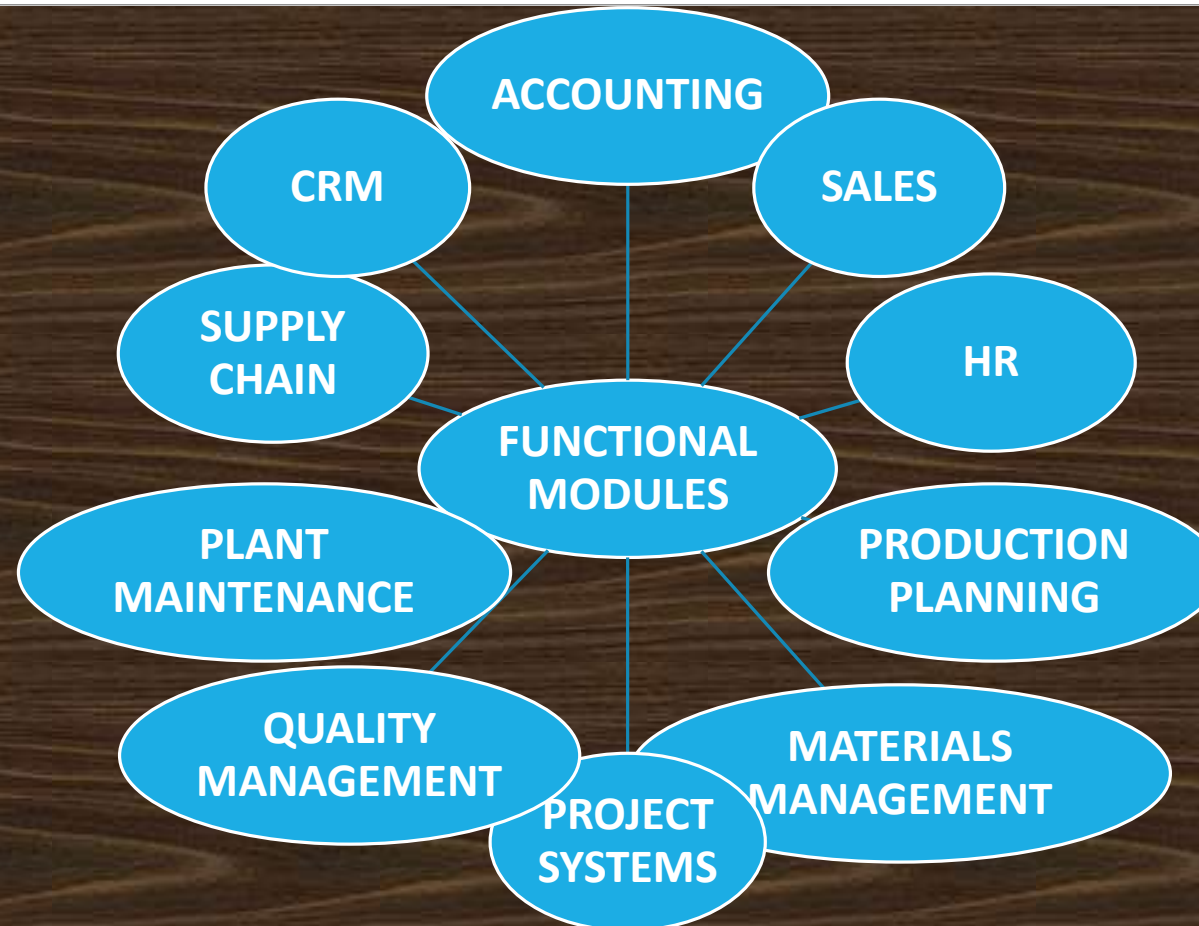 ACCOUNTING
CRM
SALES
SUPPLY
CHAIN
HR
FUNCTIONAL
MODULES
PLANT
MAINTENANCE
PRODUCTION
PLANNING
QUALITY
MANAGEMENT
MATERIALS
MANAGEMENT
PROJECT
SYSTEMS